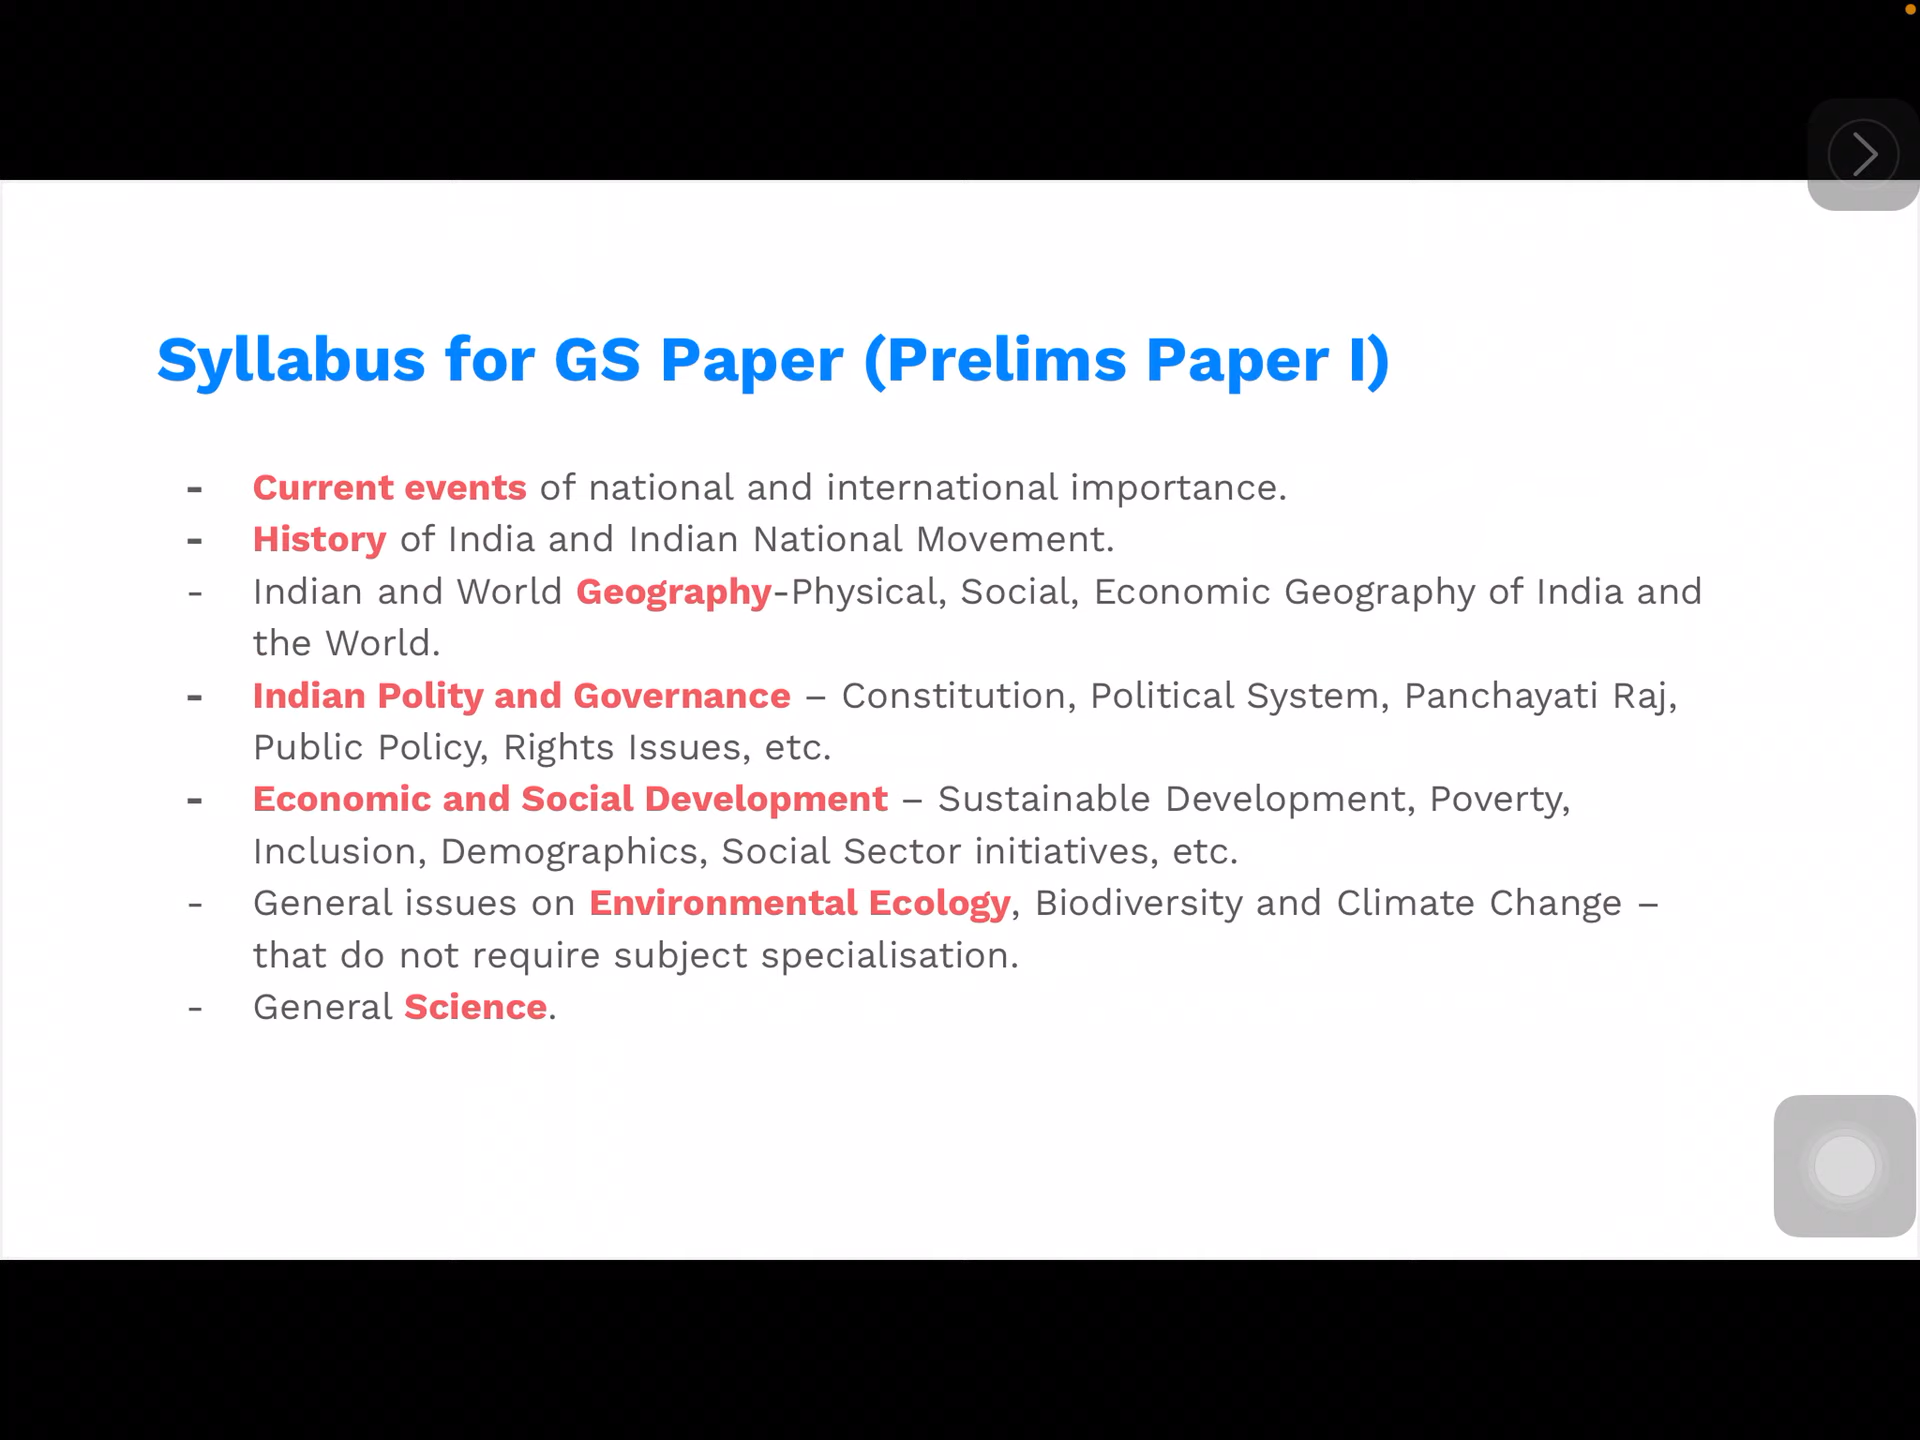 Syllabus for GS Paper (Prelims Paper I)
- Current events of national and international importance.
- History of India and Indian National Movement.
- Indian and World Geography-Physical, Social, Economic Geography of India and
the World.
- Indian Polity and Governance – Constitution, Political System, Panchayati Raj,
Public Policy, Rights Issues, etc.
- Economic and Social Development – Sustainable Development, Poverty,
Inclusion, Demographics, Social Sector initiatives, etc.
- General issues on Environmental Ecology, Biodiversity and Climate Change –
that do not require subject specialisation.
- General Science.